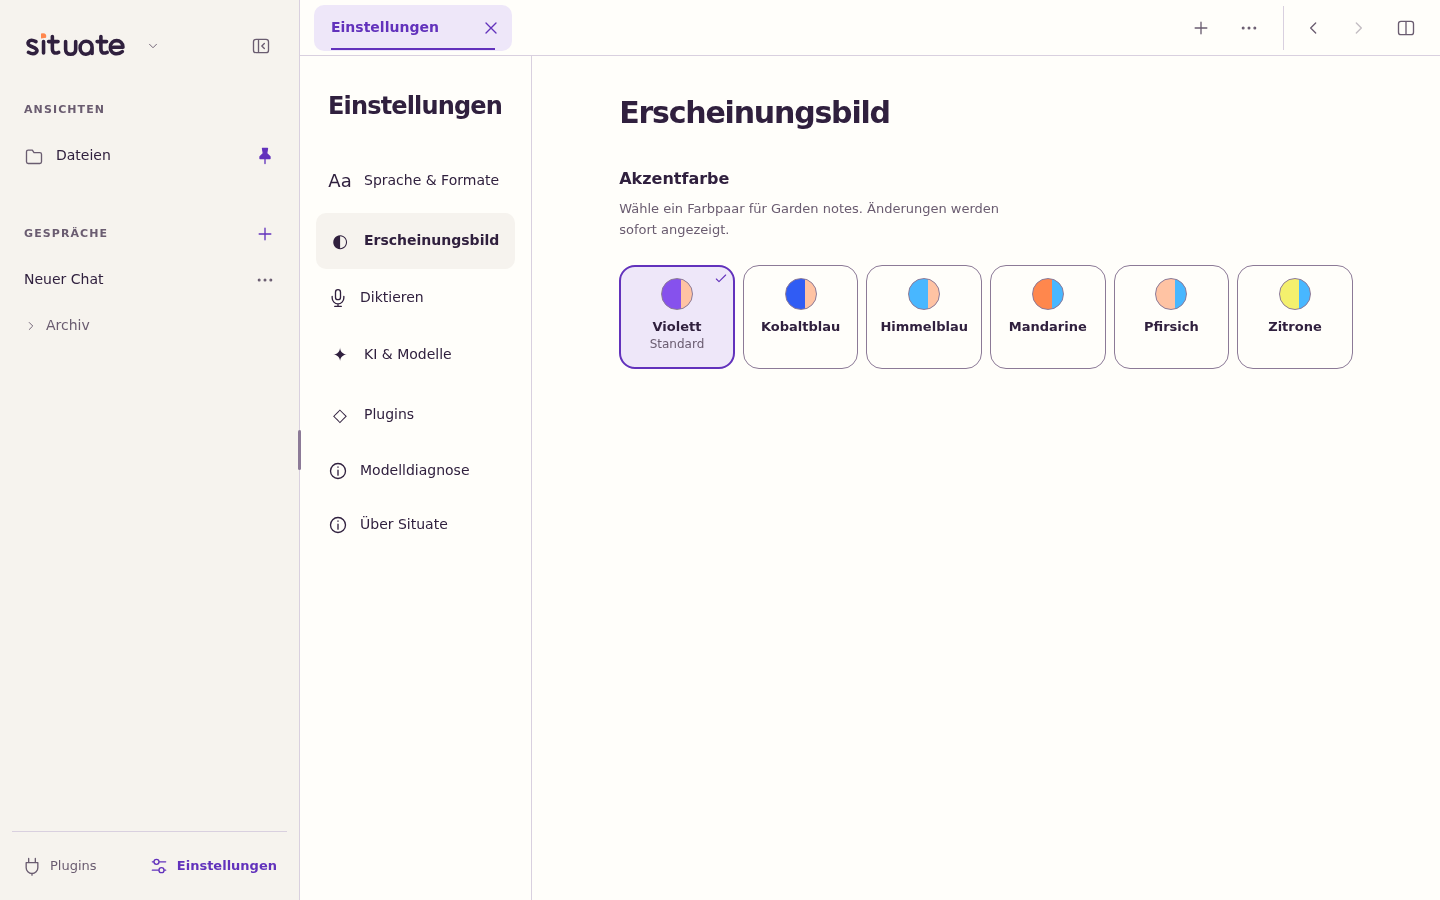 situate
ANSICHTEN
Dateien
GESPRÄCHE
Neuer Chat
Archiv
Plugins
Einstellungen
Einstellungen
Einstellungen
Aa Sprache & Formate
Erscheinungsbild
Diktieren
KI & Modelle
Plugins
Modelldiagnose
Über Situate
Erscheinungsbild
Akzentfarbe
Wähle ein Farbpaar für Garden notes. Änderungen werden
sofort angezeigt.
Violett
Standard
Kobaltblau
Himmelblau
Mandarine
Pfirsich
Zitrone